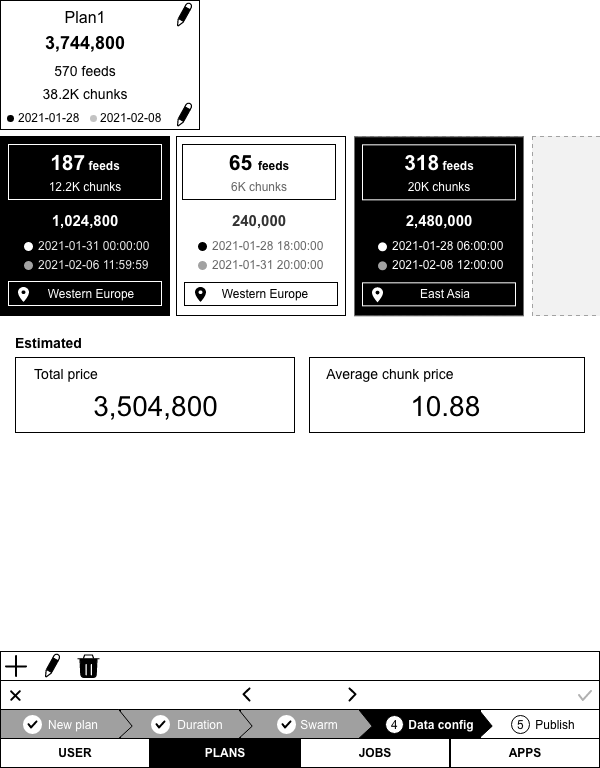 Plan1
3,744,800
570 feeds
38.2K chunks
2021-01-28 2021-02-08
187 feeds
12.2K chunks
1,024,800
2021-01-31 00:00:00
2021-02-06 11:59:59
Western Europe
65 feeds
6K chunks
240,000
2021-01-28 18:00:00
2021-01-31 20:00:00
Western Europe
318 feeds
20K chunks
2,480,000
2021-01-28 06:00:00
2021-02-08 12:00:00
East Asia
Estimated
Total price
3,504,800
Average chunk price
10.88
New plan Duration Swarm 4 Data config 5 Publish
USER PLANS JOBS APPS